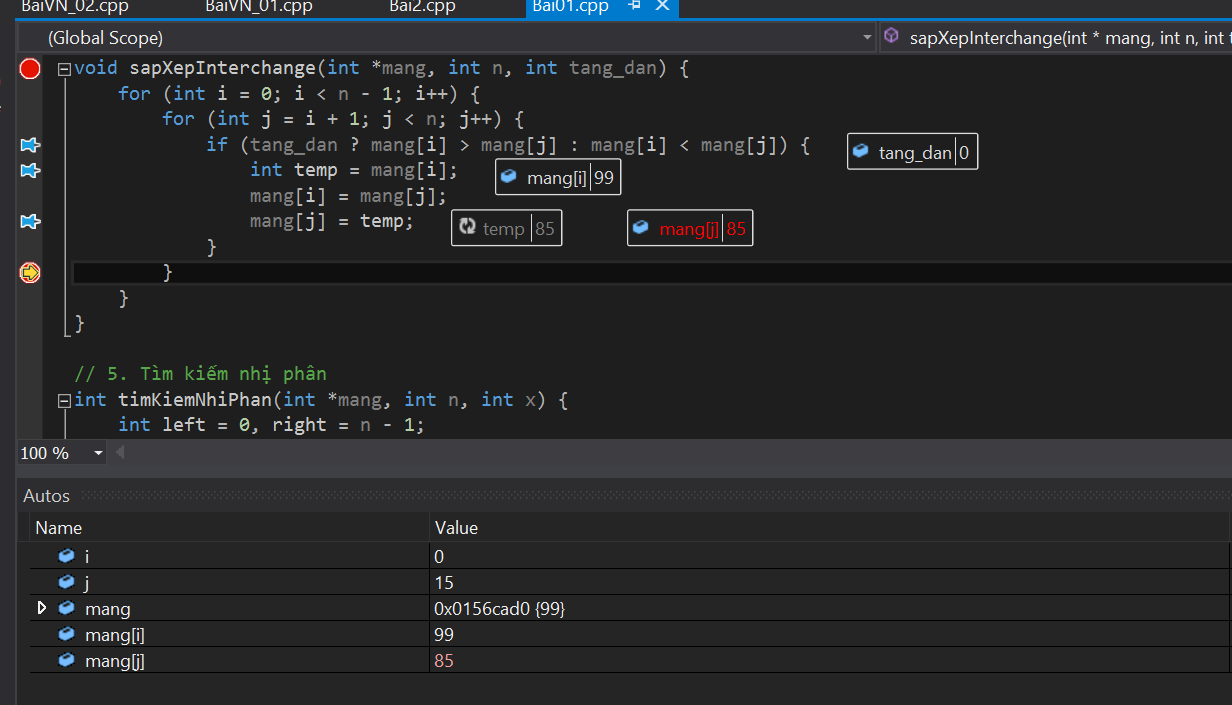 BaiVN_02.cpp BaiVN_01.cpp Bai2.cpp Bai01.cpp
(Global Scope) sapXepInterchange(int * mang, int n, int t
void sapXepInterchange(int *mang, int n, int tang_dan) {
for (int i = 0; i < n - 1; i++) {
for (int j = i + 1; j < n; j++) {
if (tang_dan ? mang[i] > mang[j] : mang[i] < mang[j]) { tang_dan 0
int temp = mang[i]; mang[i] 99
mang[i] = mang[j];
mang[j] = temp; temp 85 mang[j] 85
}
}
}
}
// 5. Tìm kiếm nhị phân
int timKiemNhiPhan(int *mang, int n, int x) {
int left = 0, right = n - 1;
100 %
Autos
Name Value
i 0
j 15
mang 0x0156cad0 {99}
mang[i] 99
mang[j] 85